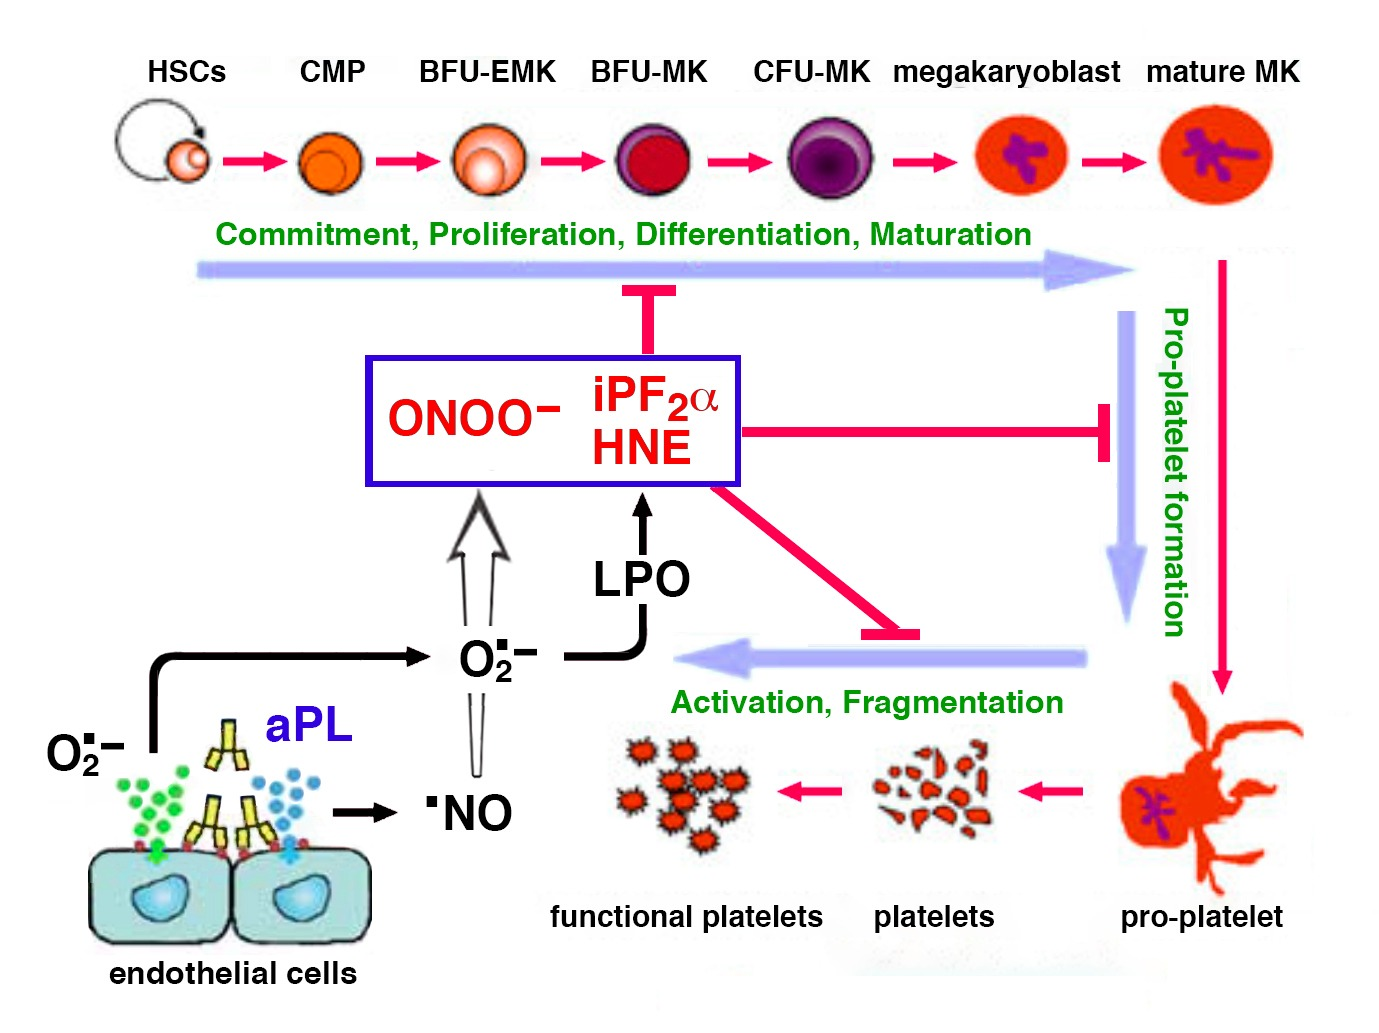 HSCs CMP BFU-EMK BFU-MK CFU-MK megakaryoblast mature MK
Commitment, Proliferation, Differentiation, Maturation
Pro-platelet formation
ONOO⁻
iPF₂α
HNE
LPO
O₂•⁻
aPL
O₂•⁻
•NO
Activation, Fragmentation
functional platelets platelets pro-platelet
endothelial cells